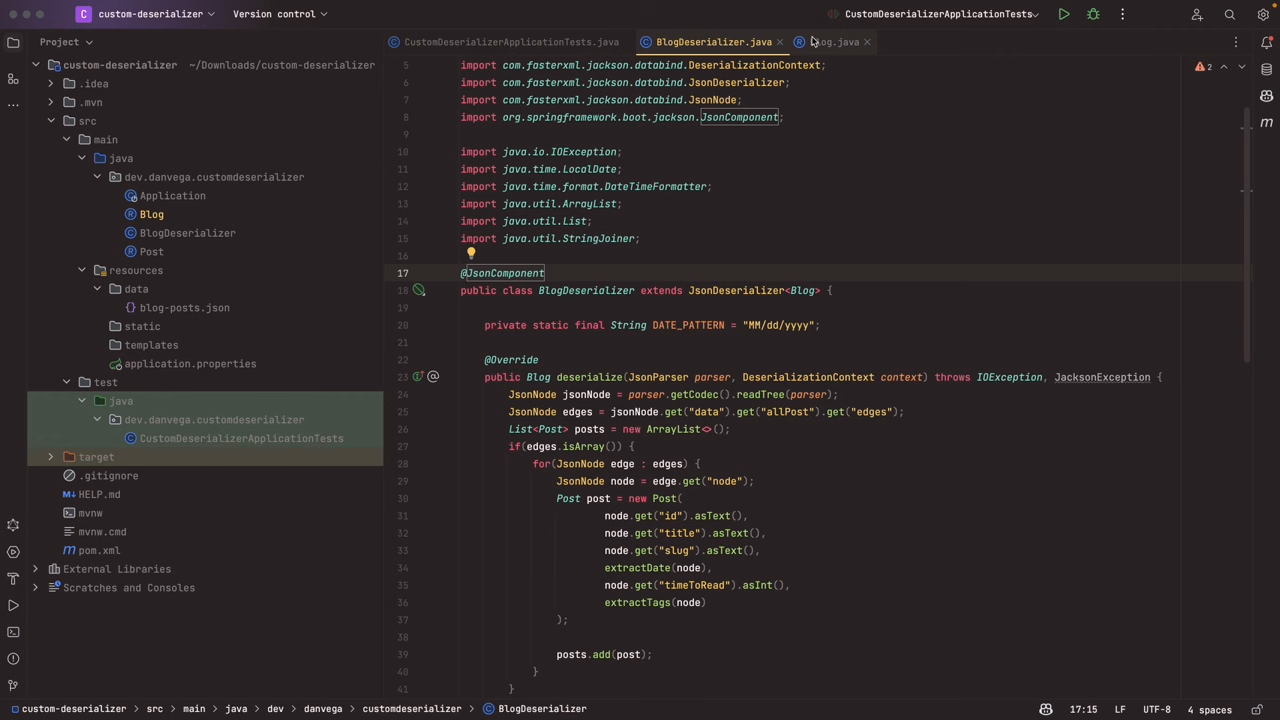 C custom-deserializer Version control CustomDeserializerApplicationTests
Project
CustomDeserializerApplicationTests.java
BlogDeserializer.java
Blog.java
custom-deserializer ~/Downloads/custom-deserializer
.idea
.mvn
src
main
java
dev.danvega.customdeserializer
Application
Blog
BlogDeserializer
Post
resources
data
blog-posts.json
static
templates
application.properties
test
java
dev.danvega.customdeserializer
CustomDeserializerApplicationTests
target
.gitignore
HELP.md
mvnw
mvnw.cmd
pom.xml
External Libraries
Scratches and Consoles
5 import com.fasterxml.jackson.databind.DeserializationContext;
6 import com.fasterxml.jackson.databind.JsonDeserializer;
7 import com.fasterxml.jackson.databind.JsonNode;
8 import org.springframework.boot.jackson.JsonComponent;
9
10 import java.io.IOException;
11 import java.time.LocalDate;
12 import java.time.format.DateTimeFormatter;
13 import java.util.ArrayList;
14 import java.util.List;
15 import java.util.StringJoiner;
16
17 @JsonComponent
18 public class BlogDeserializer extends JsonDeserializer<Blog> {
19
20 private static final String DATE_PATTERN = "MM/dd/yyyy";
21
22 @Override
23 public Blog deserialize(JsonParser parser, DeserializationContext context) throws IOException, JacksonException {
24 JsonNode jsonNode = parser.getCodec().readTree(parser);
25 JsonNode edges = jsonNode.get("data").get("allPost").get("edges");
26 List<Post> posts = new ArrayList<>();
27 if(edges.isArray()) {
28 for(JsonNode edge : edges) {
29 JsonNode node = edge.get("node");
30 Post post = new Post(
31 node.get("id").asText(),
32 node.get("title").asText(),
33 node.get("slug").asText(),
34 extractDate(node),
35 node.get("timeToRead").asInt(),
36 extractTags(node)
37 );
38
39 posts.add(post);
40 }
41 }
2
m
custom-deserializer > src > main > java > dev > danvega > customdeserializer > BlogDeserializer
17:15 LF UTF-8 4 spaces